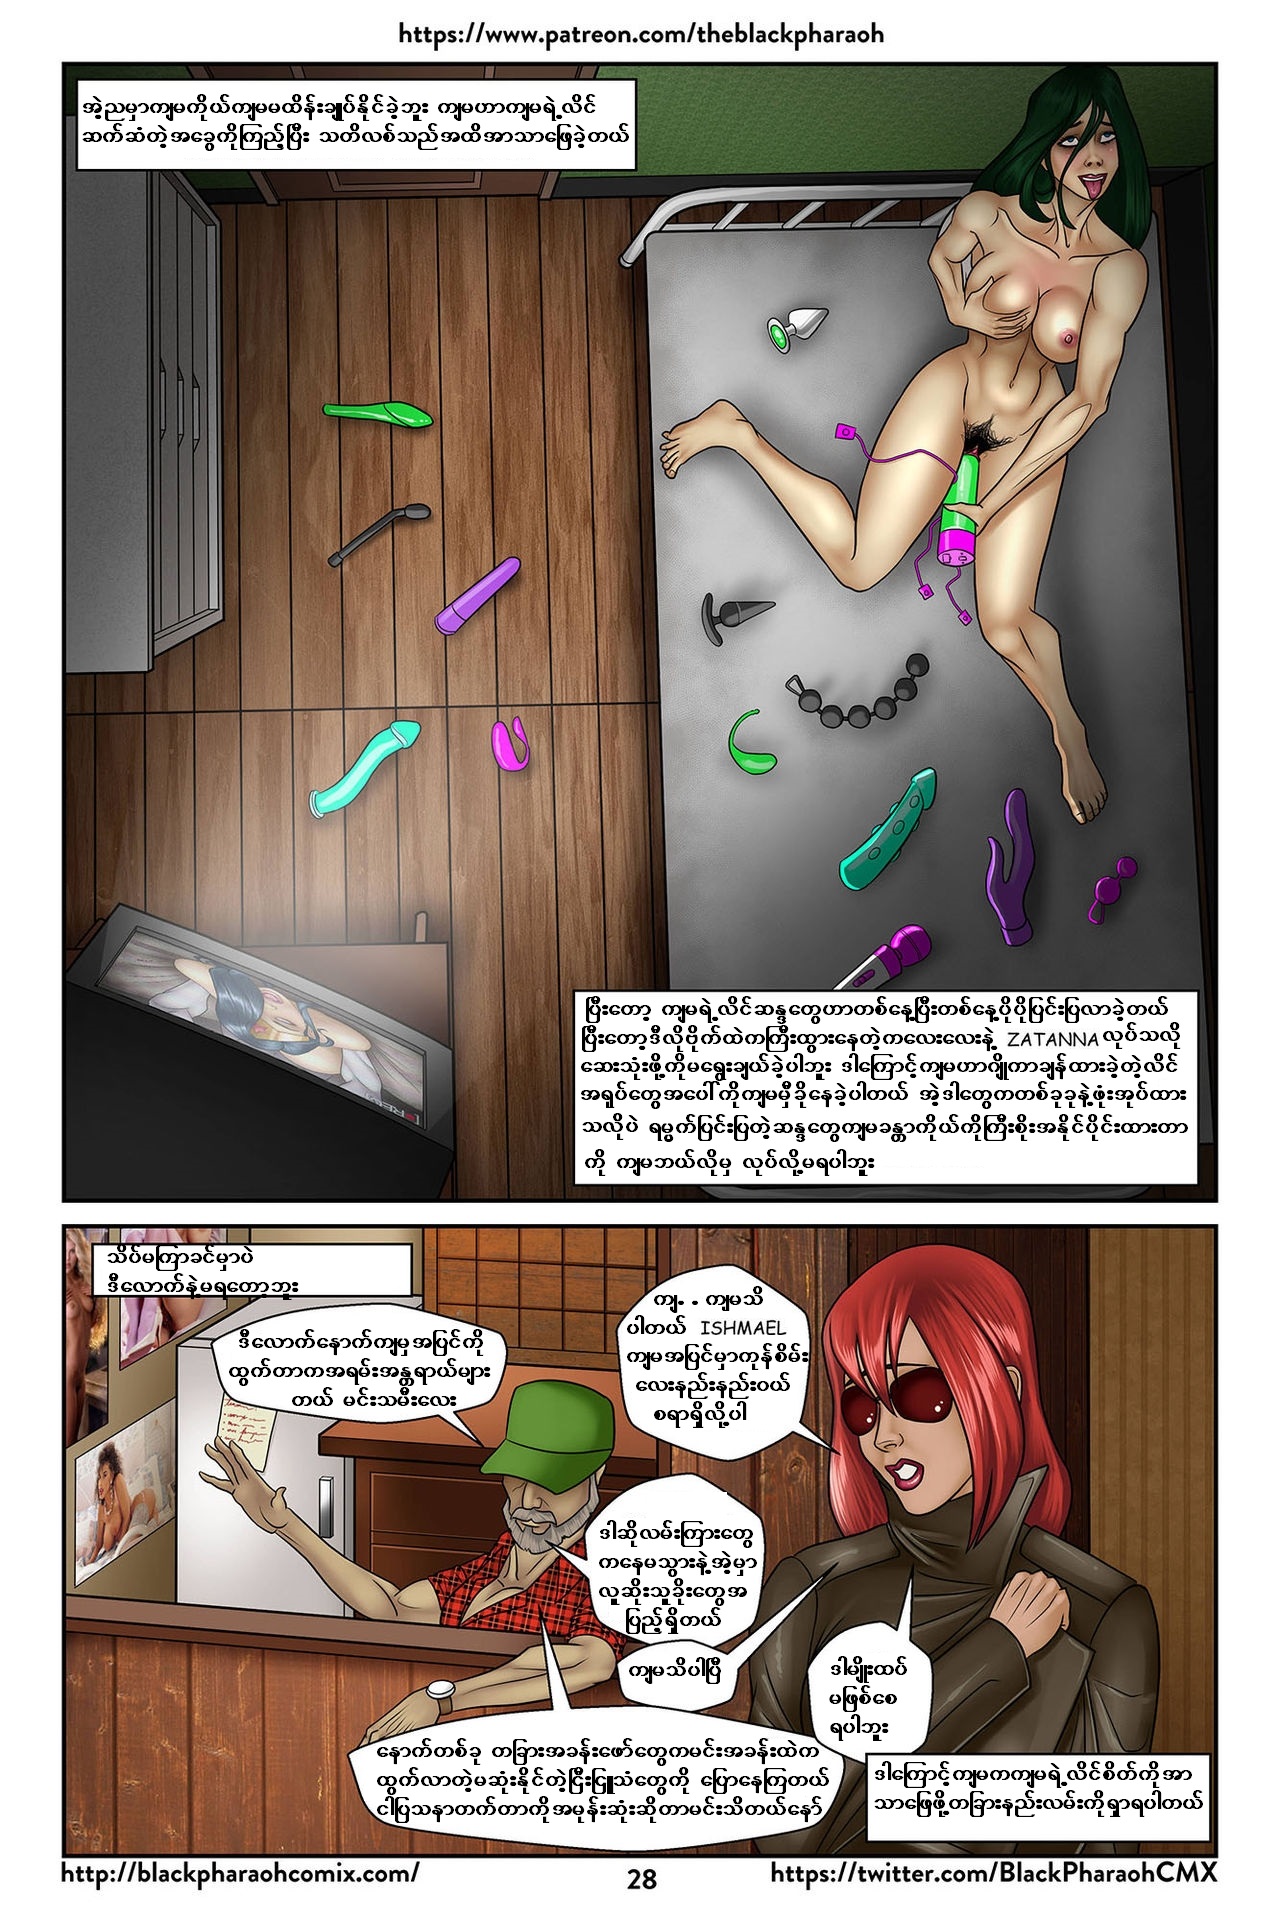 https://www.patreon.com/theblackpharaoh
အဲ့ညမှာကျမကိုယ်ကျမမထိန်းချုပ်နိုင်ခဲ့ဘူး ကျမဟာကျမရဲ့လိင်
ဆက်ဆံတဲ့အခွေကိုကြည့်ပြီး သတိလစ်သည်အထိအာသာဖြေခဲ့တယ်
ပြီးတော့ ကျမရဲ့လိင်ဆန္ဒတွေဟာတစ်နေ့ပြီးတစ်နေ့ပိုပိုပြင်းပြလာခဲ့တယ်
ပြီးတော့ဒီလိုဗိုက်ထဲကကြီးထွားနေတဲ့ကလေးလေးနဲ့ ZATANNA လုပ်သလို
ဆေးသုံးဖို့ကိုမရွေးချယ်ခဲ့ပါဘူး ဒါကြောင့်ကျမဟာဂျိုကာချန်ထားခဲ့တဲ့လိင်
အရုပ်တွေအပေါ်ကိုကျမမှီခိုနေခဲ့ပါတယ် အဲ့ဒါတွေကတစ်ခုခုနဲ့ဖုံးအုပ်ထား
သလိုပဲ ရမ္မက်ပြင်းပြတဲ့ဆန္ဒတွေကျမခန္တာကိုယ်ကိုကြီးစိုးအနိုင်ပိုင်းထားတာ
ကို ကျမဘယ်လိုမှ လုပ်လို့မရပါဘူး
သိပ်မကြာခင်မှာပဲ
ဒီလောက်နဲ့မရတော့ဘူး
ဒီလောက်နောက်ကျမှအပြင်ကို
ထွက်တာကအရမ်းအန္တရာယ်များ
တယ် မင်းသမီးလေး
ကျ. . ကျမသိ
ပါတယ် ISHMAEL
ကျမအပြင်မှာကုန်စိမ်း
လေးနည်းနည်းဝယ်
စရာရှိလို့ပါ
ဒါဆိုလမ်းကြားတွေ
ကနေမသွားနဲ့အဲ့မှာ
လူဆိုးသူခိုးတွေအ
ပြည့်ရှိတယ်
ကျမသိပါပြီ
ဒါမျိုးထပ်
မဖြစ်စေ
ရပါဘူး
နောက်တစ်ခု တခြားအခန်းဖော်တွေကမင်းအခန်းထဲက
ထွက်လာတဲ့မဆုံးနိုင်တဲ့ငြီးငြူသံတွေကို ပြောနေကြတယ်
ငါပြသနာတက်တာကိုအမုန်းဆုံးဆိုတာမင်းသိတယ်နော်
ဒါကြောင့်ကျမကကျမရဲ့လိင်စိတ်ကိုအာ
သာဖြေဖို့တခြားနည်းလမ်းကိုရှာရပါတယ်
http://blackpharaohcomix.com/
28
https://twitter.com/BlackPharaohCMX